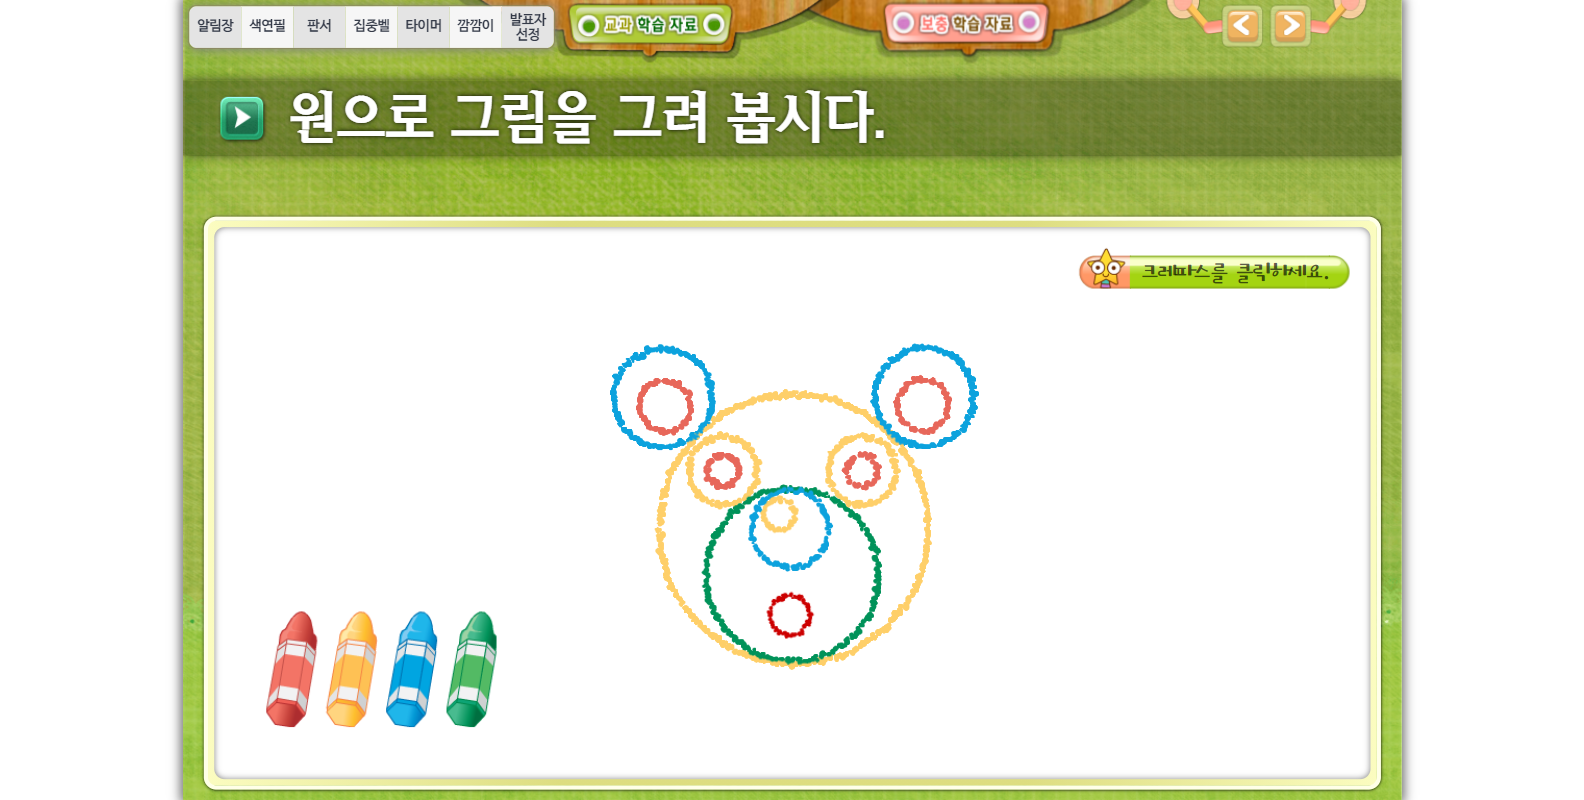 알림장 색연필 판서 집중벨 타이머 깜깜이 발표자
선정
교과 학습 자료 보충 학습 자료
원으로 그림을 그려 봅시다.
크레파스를 클릭하세요.